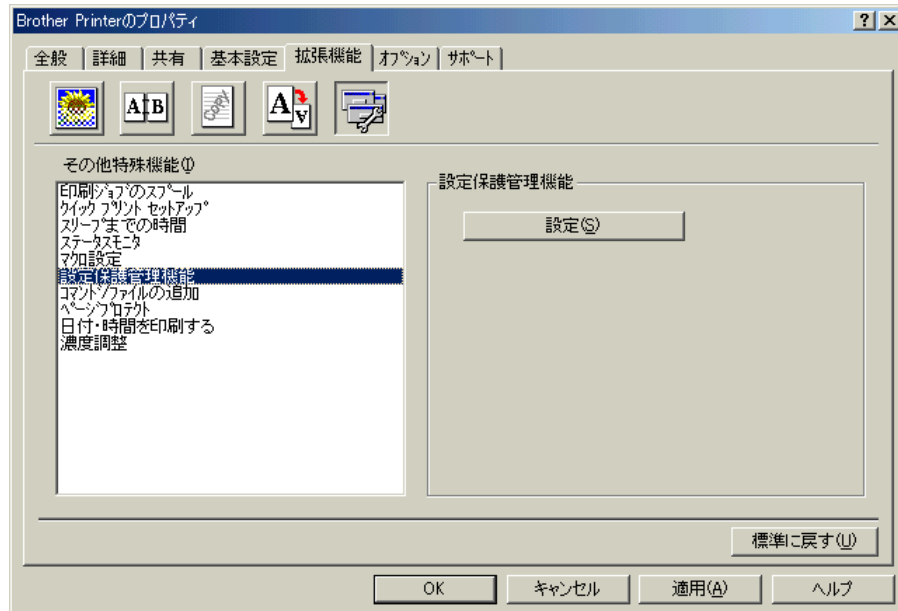 Brother Printerのプロパティ
全般 詳細 共有 基本設定 拡張機能 ｵﾌﾟｼｮﾝ ｻﾎﾟｰﾄ
A B Copy A A
その他特殊機能(I)
印刷ｼﾞｮﾌﾞのｽﾌﾟｰﾙ
ｸｲｯｸ ﾌﾟﾘﾝﾄ ｾｯﾄｱｯﾌﾟ
ｽﾘｰﾌﾟまでの時間
ｽﾃｰﾀｽﾓﾆﾀ
ﾏｸﾛ設定
設定保護管理機能
ｺﾏﾝﾄﾞ/ﾌｧｲﾙの追加
ﾍﾟｰｼﾞﾌﾟﾛﾃｸﾄ
日付･時間を印刷する
濃度調整
設定保護管理機能
設定(S)
標準に戻す(U)
OK キャンセル 適用(A) ヘルプ